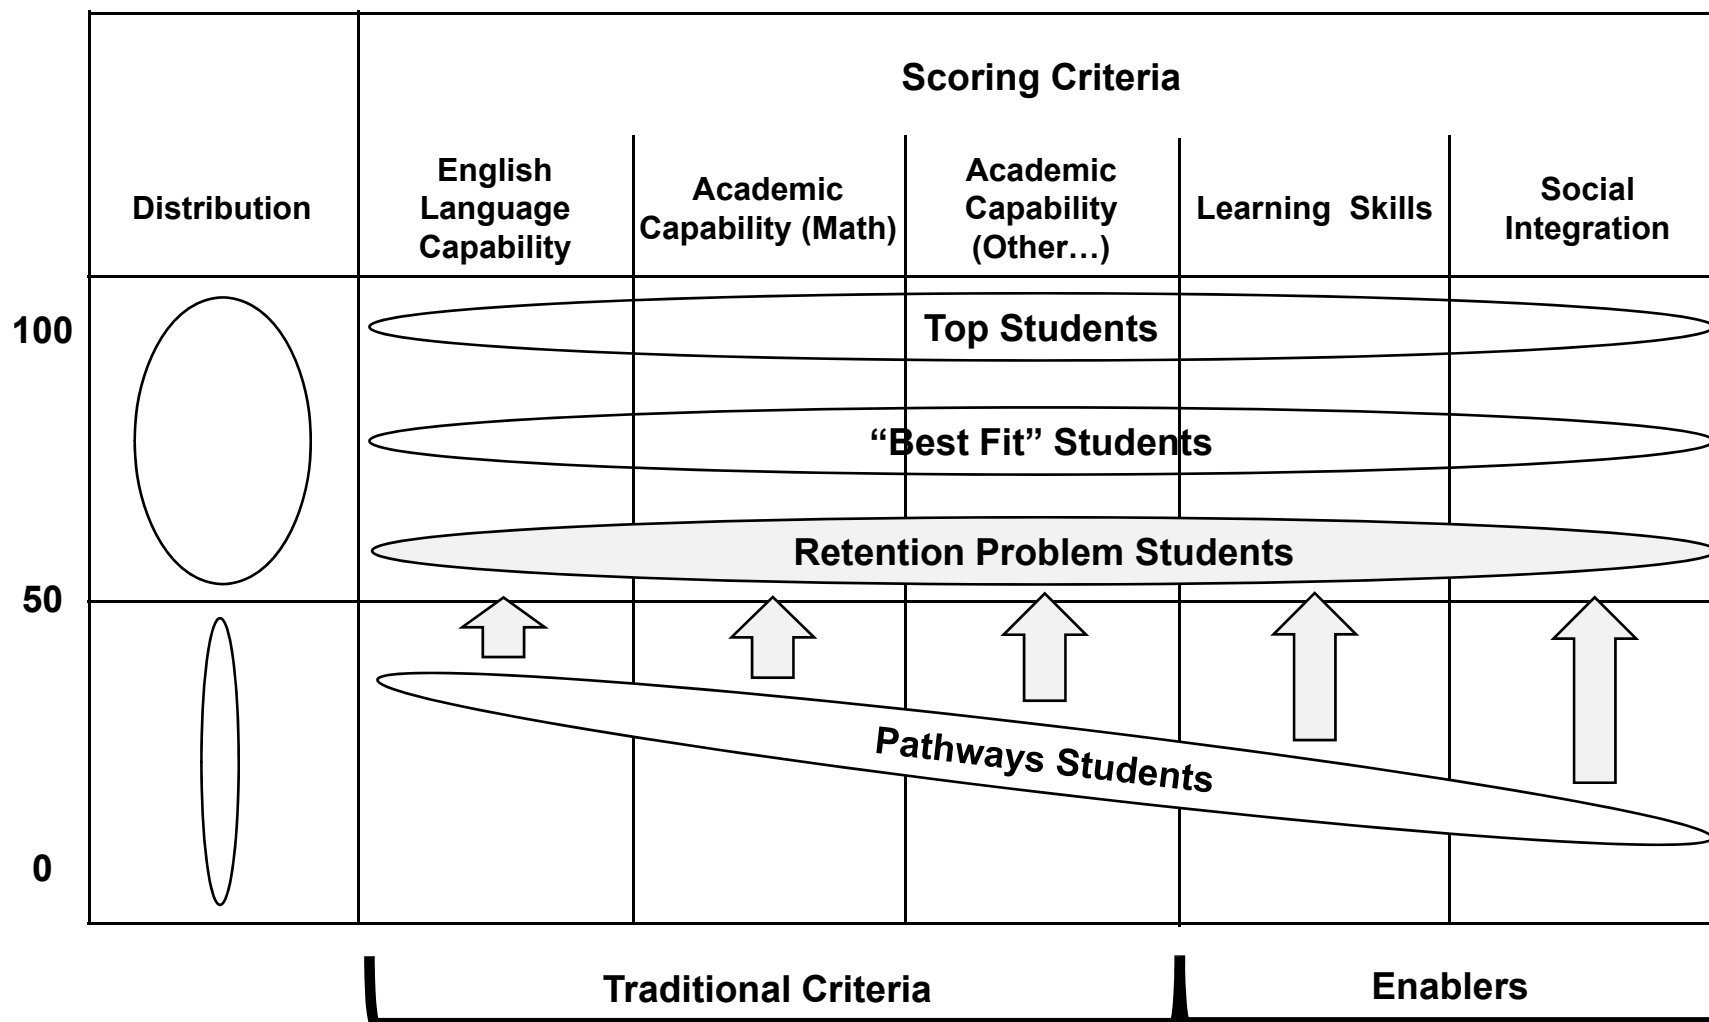 Scoring Criteria
Distribution
English
Language
Capability
Academic
Capability (Math)
Academic
Capability
(Other…)
Learning  Skills
Social
Integration
100
Top Students
“Best Fit” Students
Retention Problem Students
50
Pathways Students
0
Traditional Criteria
Enablers